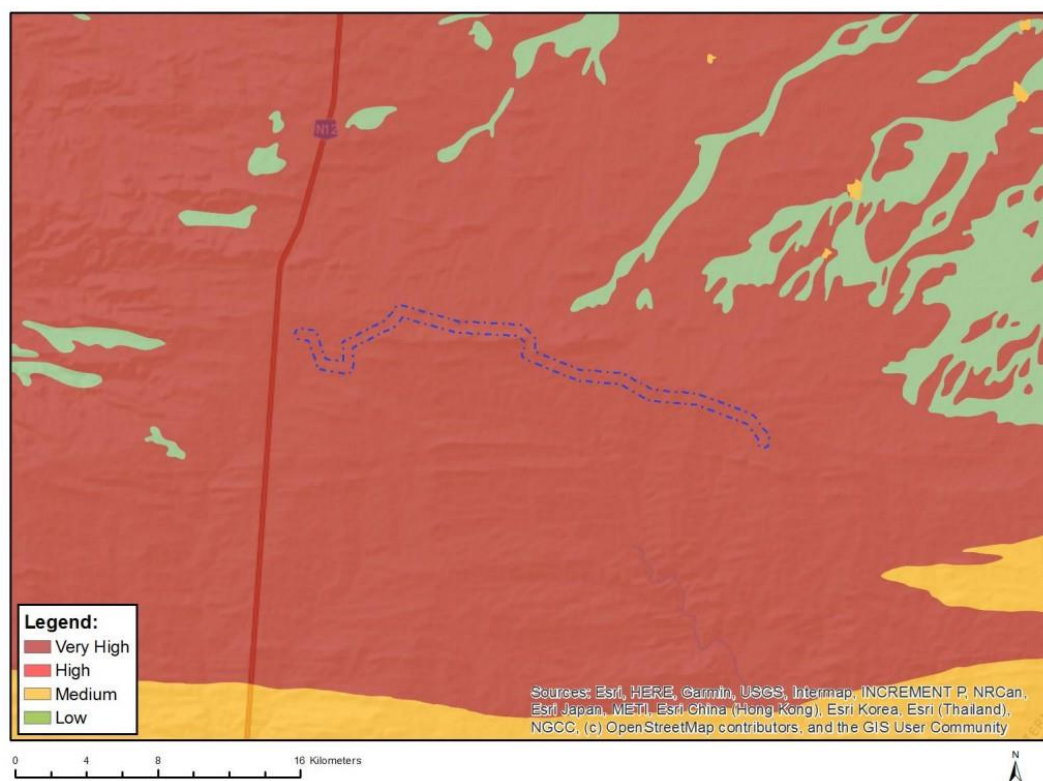 N12
Legend:
Very High
High
Medium
Low
Sources: Esri, HERE, Garmin, USGS, Intermap, INCREMENT P, NRCan,
Esri Japan, METI, Esri China (Hong Kong), Esri Korea, Esri (Thailand),
NGCC, (c) OpenStreetMap contributors, and the GIS User Community
0 4 8 16 Kilometers
N